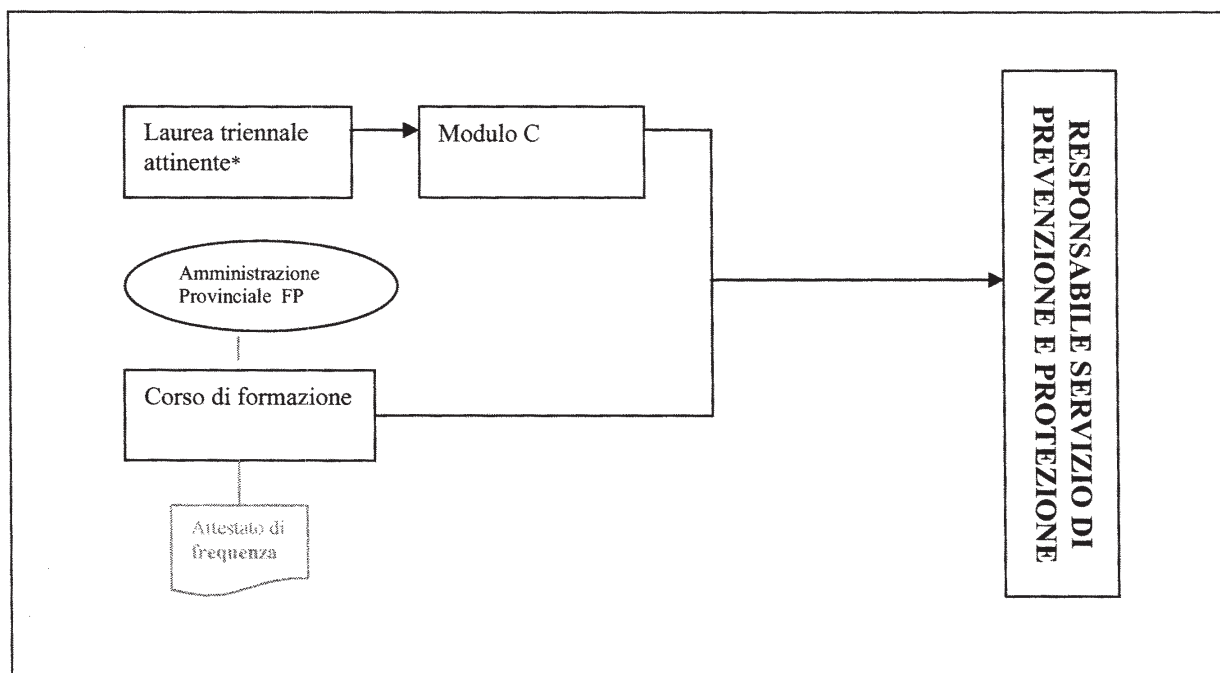 Laurea triennale
attinente*
Modulo C
Amministrazione
Provinciale FP
Corso di formazione
Attestato di
frequenza
RESPONSABILE SERVIZIO DI
PREVENZIONE E PROTEZIONE